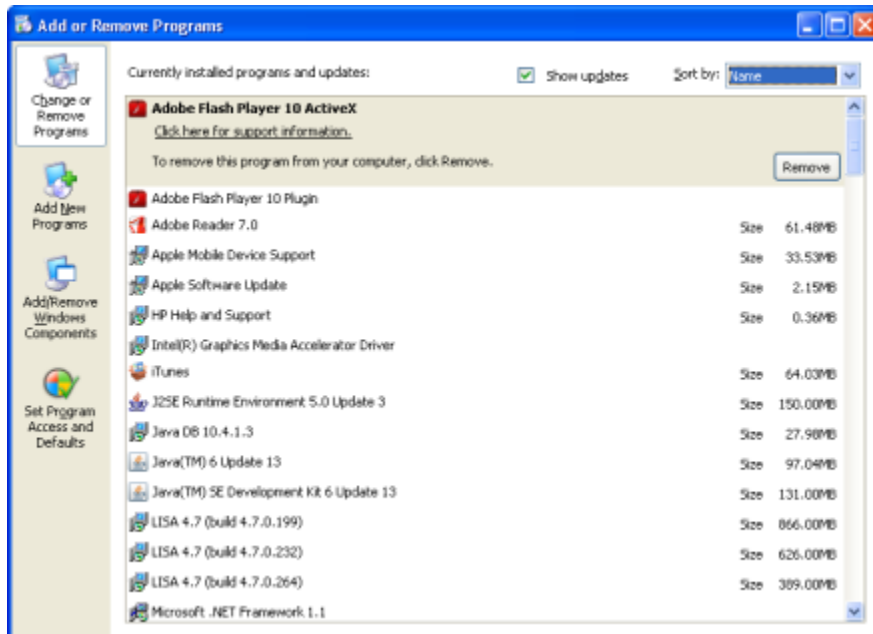 Add or Remove Programs
Change or
Remove
Programs
Add New
Programs
Add/Remove
Windows
Components
Set Program
Access and
Defaults
Currently installed programs and updates:
Show updates
Sort by: Name
Adobe Flash Player 10 ActiveX
Click here for support information.
To remove this program from your computer, click Remove.
Remove
Adobe Flash Player 10 Plugin
Adobe Reader 7.0 Size 61.48MB
Apple Mobile Device Support Size 33.53MB
Apple Software Update Size 2.15MB
HP Help and Support Size 0.36MB
Intel(R) Graphics Media Accelerator Driver
iTunes Size 64.03MB
J2SE Runtime Environment 5.0 Update 3 Size 150.00MB
Java DB 10.4.1.3 Size 27.98MB
Java(TM) 6 Update 13 Size 97.04MB
Java(TM) SE Development Kit 6 Update 13 Size 131.00MB
LISA 4.7 (build 4.7.0.199) Size 866.00MB
LISA 4.7 (build 4.7.0.232) Size 626.00MB
LISA 4.7 (build 4.7.0.264) Size 389.00MB
Microsoft .NET Framework 1.1